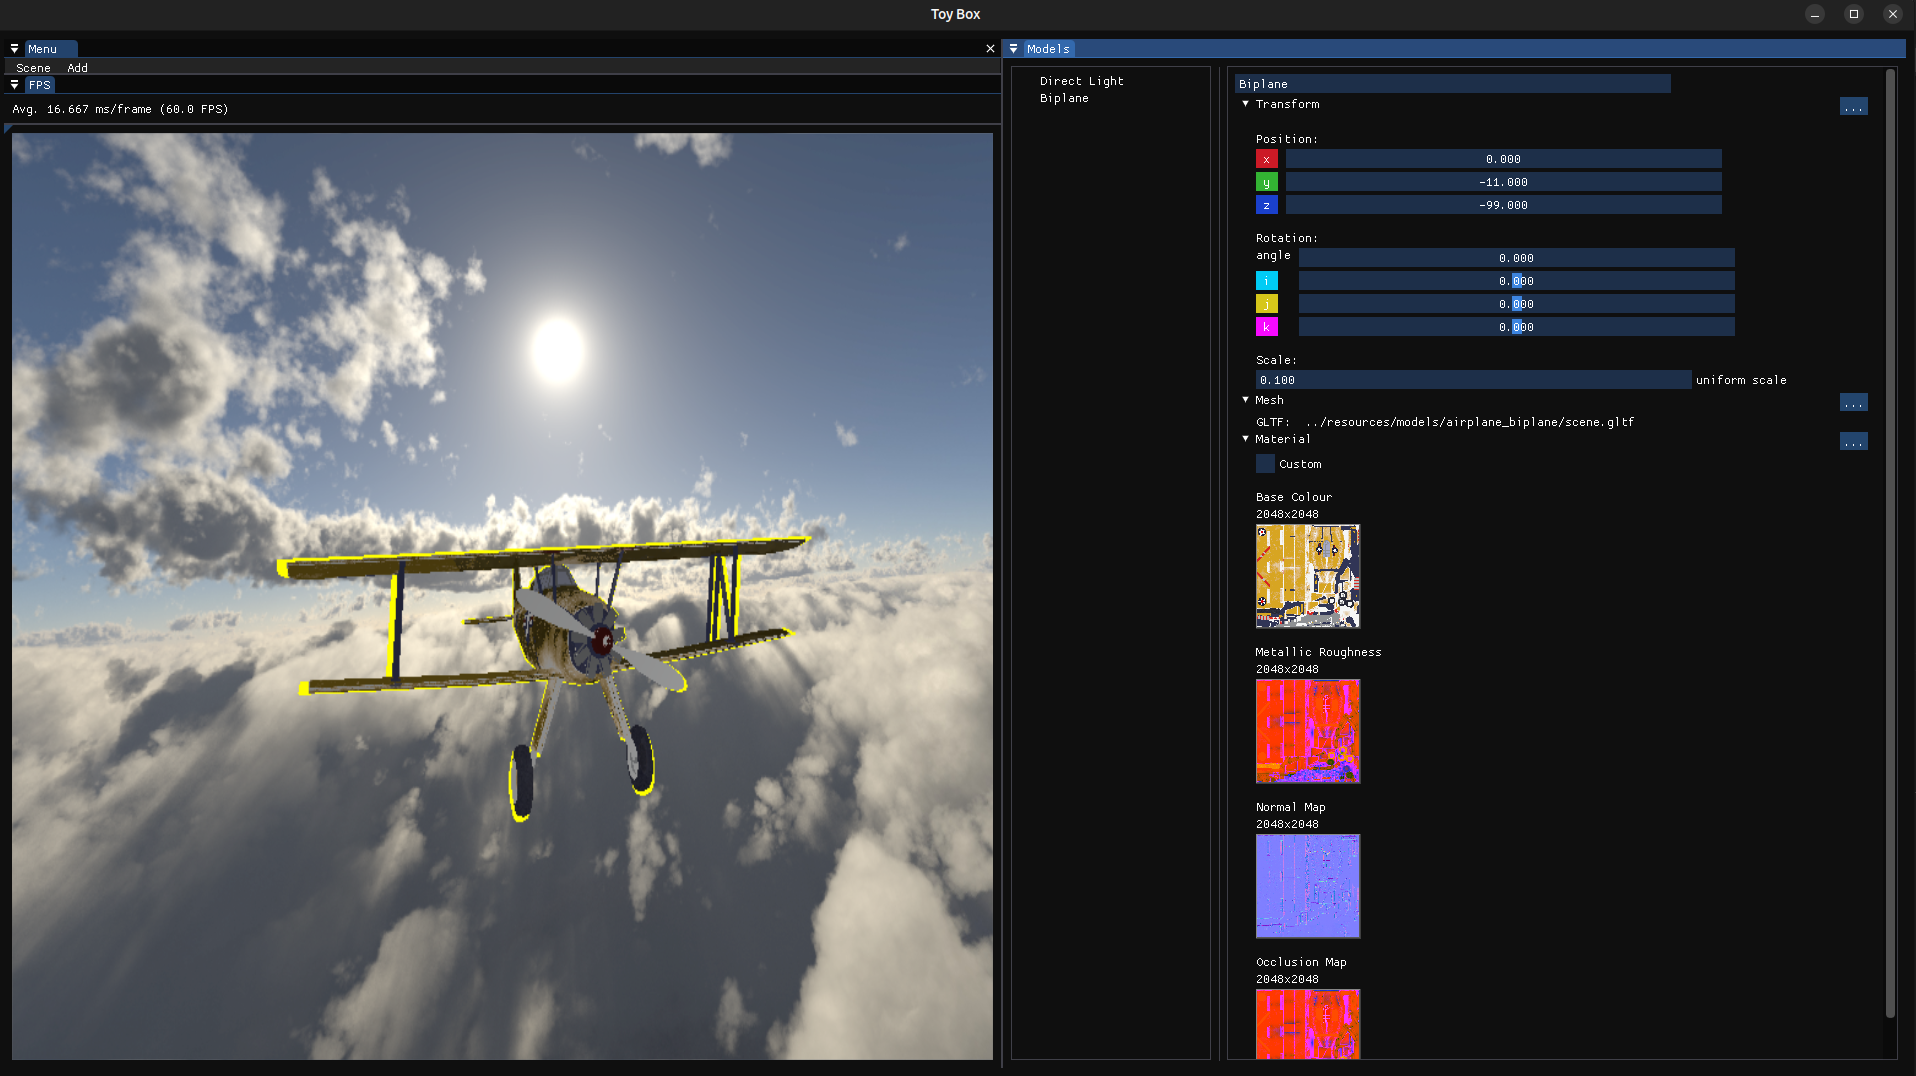 Toy Box
Menu
Scene Add
FPS
Avg. 16.667 ms/frame (60.0 FPS)
Models
Direct Light
Biplane
Biplane
Transform ...
Position:
x 0.000
y -11.000
z -99.000
Rotation:
angle 0.000
i 0.000
j 0.000
k 0.000
Scale:
0.100 uniform scale
Mesh ...
GLTF: ../resources/models/airplane_biplane/scene.gltf
Material ...
Custom
Base Colour
2048x2048
Metallic Roughness
2048x2048
Normal Map
2048x2048
Occlusion Map
2048x2048